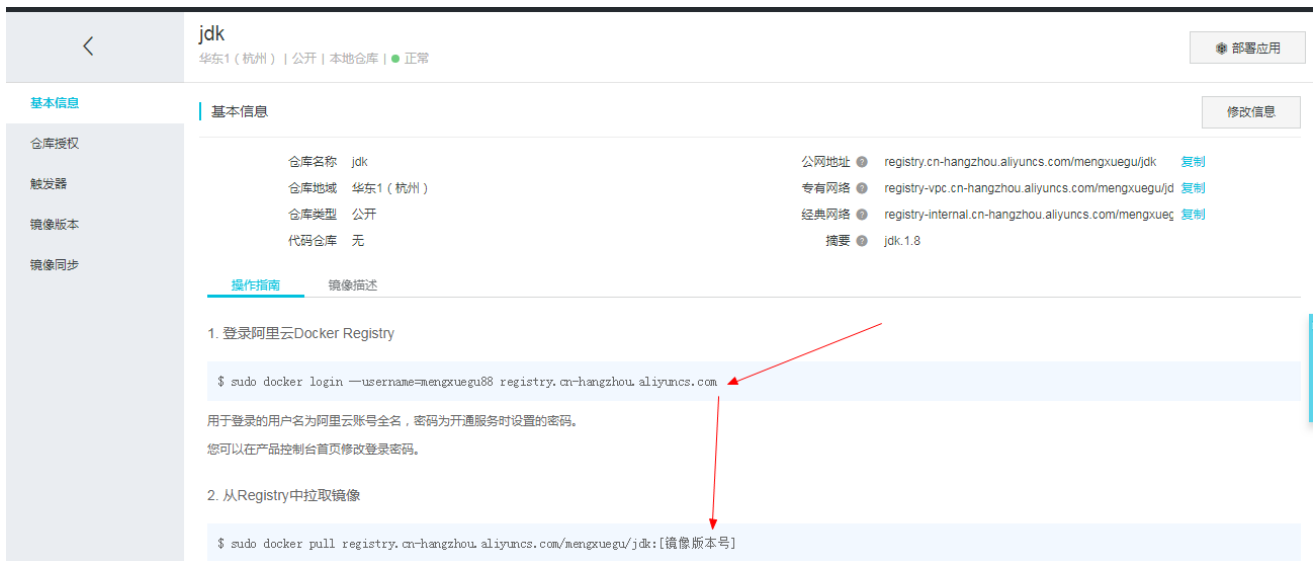 jdk
华东1（杭州） | 公开 | 本地仓库 | 正常
部署应用
基本信息
仓库授权
触发器
镜像版本
镜像同步
基本信息
修改信息
仓库名称 jdk
仓库地域 华东1（杭州）
仓库类型 公开
代码仓库 无
公网地址 registry.cn-hangzhou.aliyuncs.com/mengxuegu/jdk 复制
专有网络 registry-vpc.cn-hangzhou.aliyuncs.com/mengxuegu/jd 复制
经典网络 registry-internal.cn-hangzhou.aliyuncs.com/mengxueg 复制
摘要 jdk.1.8
操作指南 镜像描述
1. 登录阿里云Docker Registry
$ sudo docker login --username=mengxuegu88 registry.cn-hangzhou.aliyuncs.com
用于登录的用户名为阿里云账号全名，密码为开通服务时设置的密码。
您可以在产品控制台首页修改登录密码。
2. 从Registry中拉取镜像
$ sudo docker pull registry.cn-hangzhou.aliyuncs.com/mengxuegu/jdk:[镜像版本号]